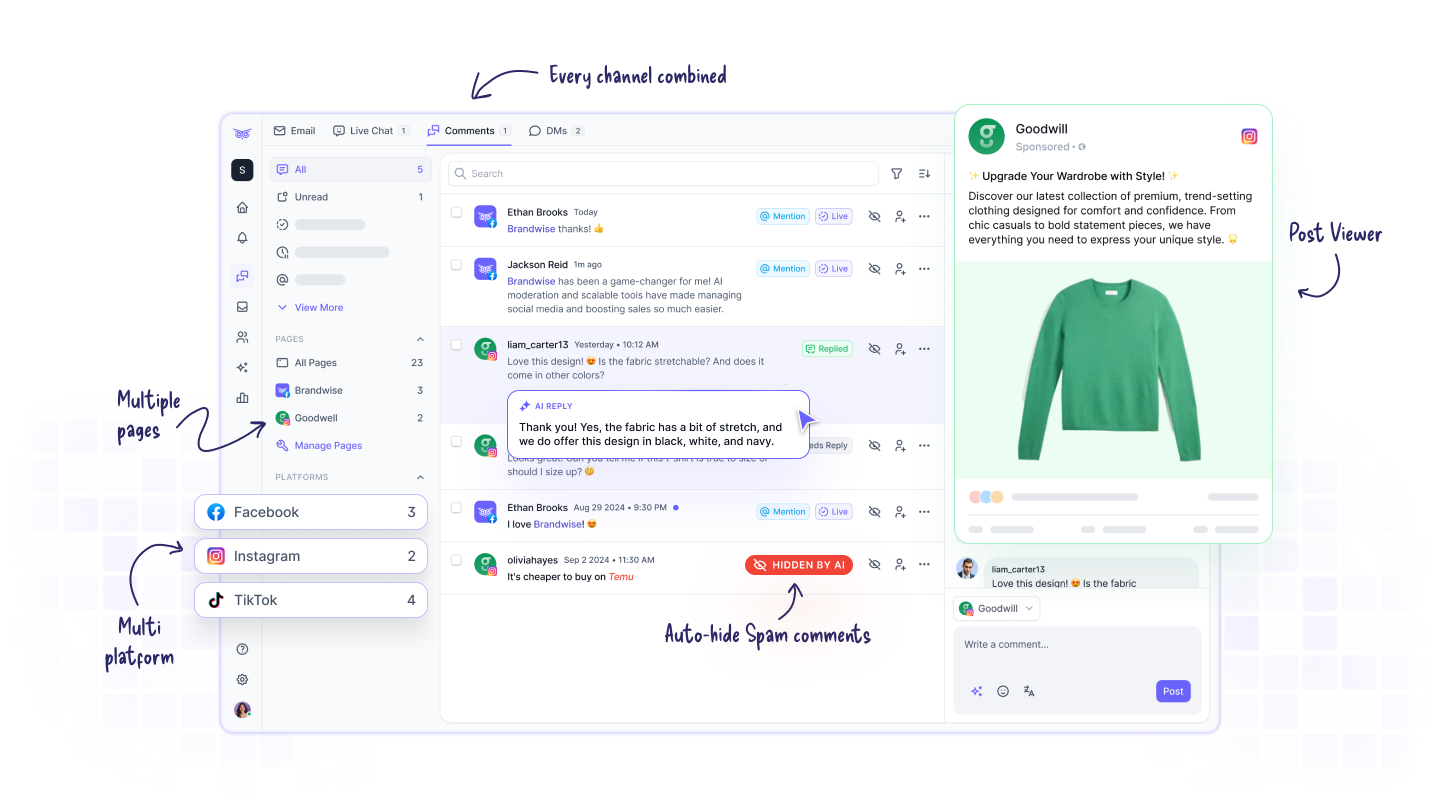 Every channel combined
Email
Live Chat 1
Comments 1
DMs 2
S
All 5
Unread 1
View More
PAGES
All Pages 23
Brandwise 3
Goodwell 2
Manage Pages
PLATFORMS
Facebook 3
Instagram 2
TikTok 4
Multiple
pages
Multi
platform
Search
Ethan Brooks Today
Brandwise thanks! 👍
Mention Live
Jackson Reid 1m ago
Brandwise has been a game-changer for me! AI
moderation and scalable tools have made managing
social media and boosting sales so much easier.
Mention Live
liam_carter13 Yesterday • 10:12 AM
Love this design! 😍 Is the fabric stretchable? And does it
come in other colors?
Replied
AI REPLY
Thank you! Yes, the fabric has a bit of stretch, and
we do offer this design in black, white, and navy.
Reply
Looks great! Can you tell me if this t-shirt is true to size or
should I size up? 🤔
Ethan Brooks Aug 29 2024 • 9:30 PM
I love Brandwise! 😍
Mention Live
oliviahayes Sep 2 2024 • 11:30 AM
It's cheaper to buy on Temu
HIDDEN BY AI
Auto-hide Spam comments
Goodwill
Sponsored •
✨ Upgrade Your Wardrobe with Style! ✨
Discover our latest collection of premium, trend-setting
clothing designed for comfort and confidence. From
chic casuals to bold statement pieces, we have
everything you need to express your unique style. 🌟
Post Viewer
liam_carter13
Love this design! 😍 Is the fabric
Goodwill
Write a comment...
Post